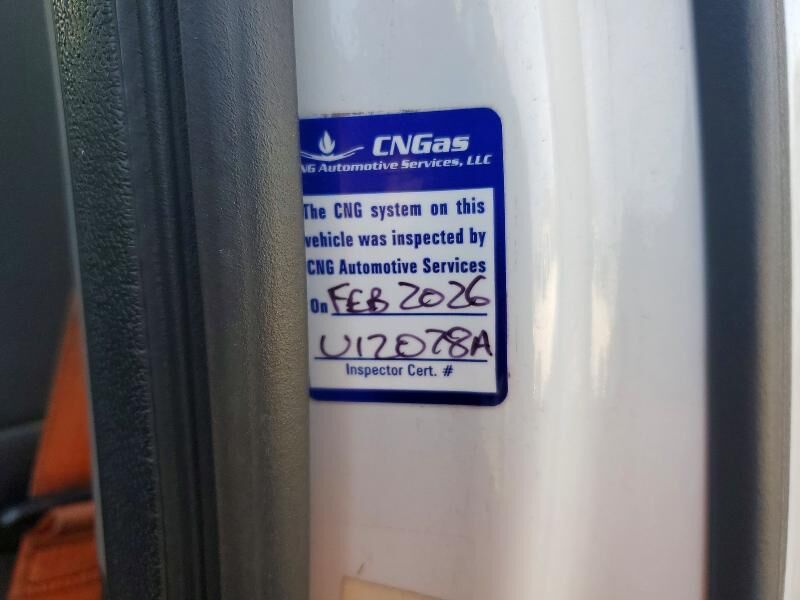 CNGas
NG Automotive Services, LLC
The CNG system on this
vehicle was inspected by
CNG Automotive Services
On FEB 2026
U12078A
Inspector Cert. #